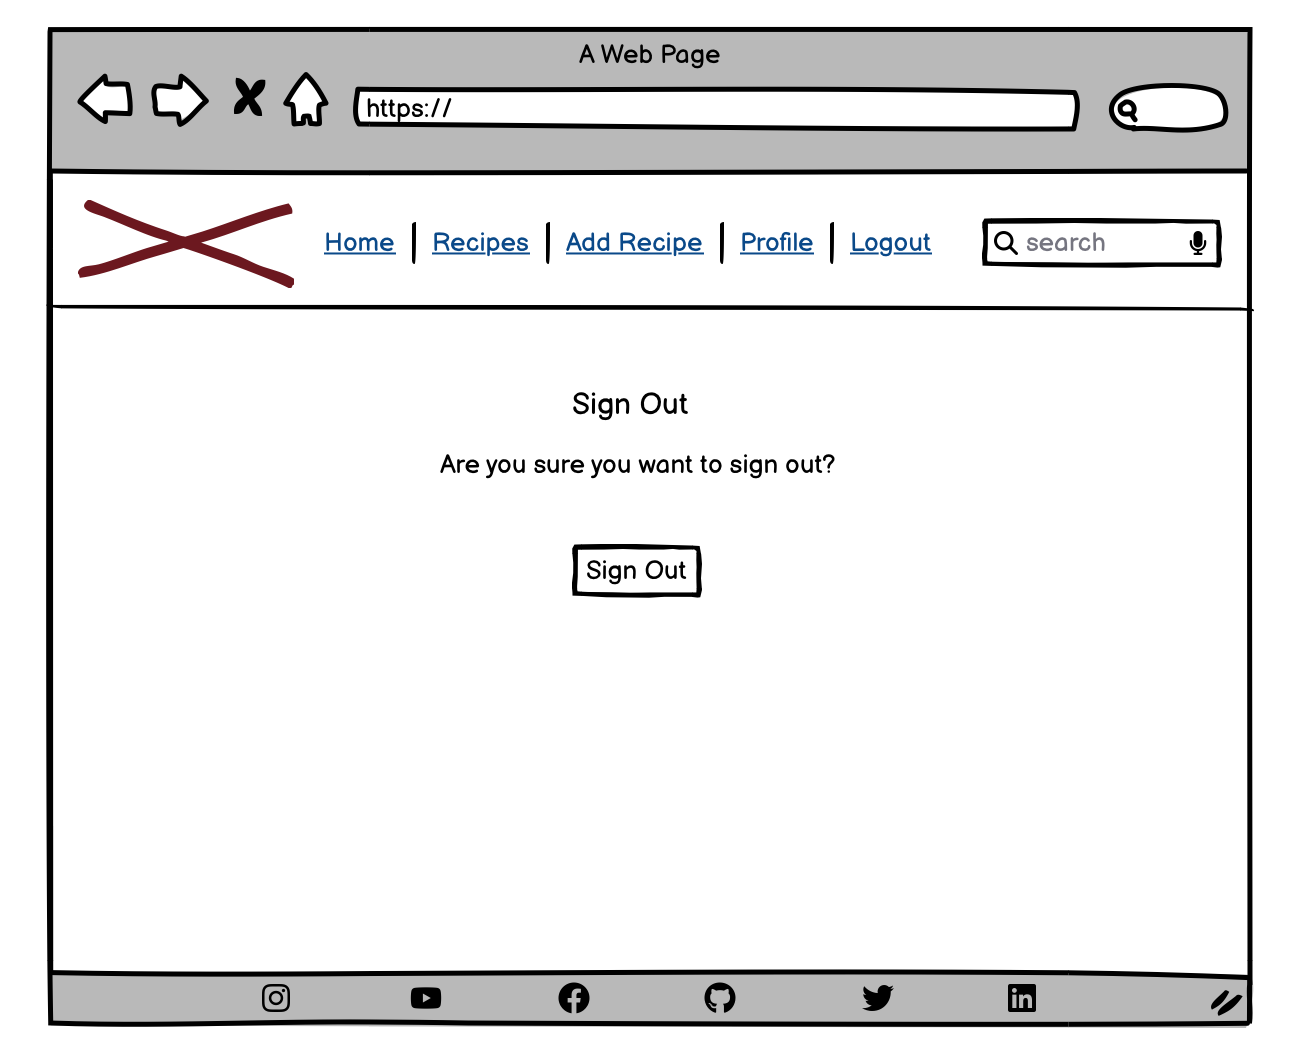 A Web Page
https://
Home Recipes Add Recipe Profile Logout search
Sign Out
Are you sure you want to sign out?
Sign Out